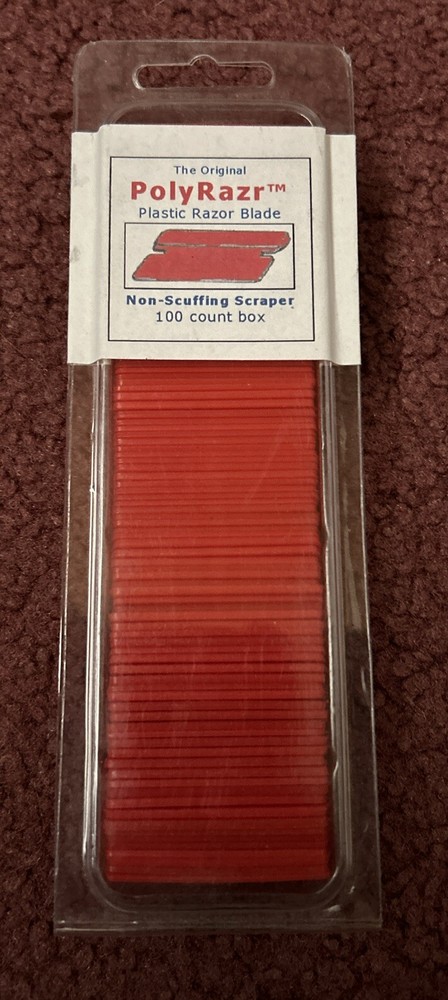 The Original
PolyRazr™
Plastic Razor Blade
Non-Scuffing Scraper
100 count box